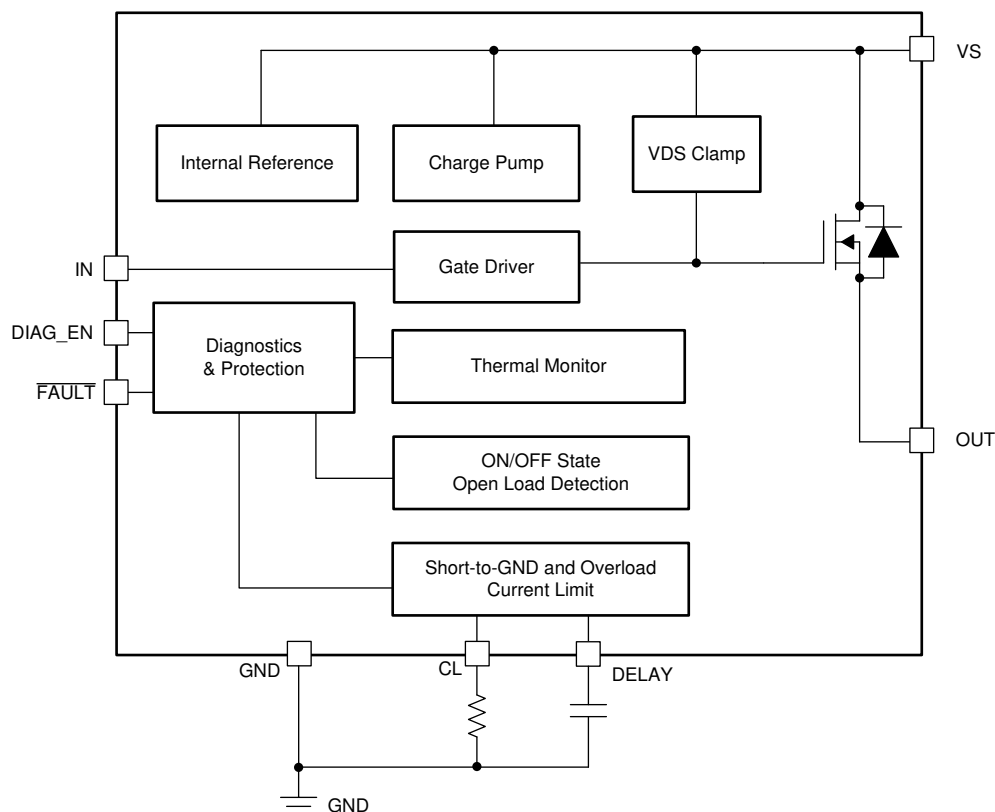 VS
Internal Reference
Charge Pump
VDS Clamp
IN
Gate Driver
DIAG_EN
Diagnostics
& Protection
Thermal Monitor
FAULT
OUT
ON/OFF State
Open Load Detection
Short-to-GND and Overload
Current Limit
GND
CL
DELAY
GND